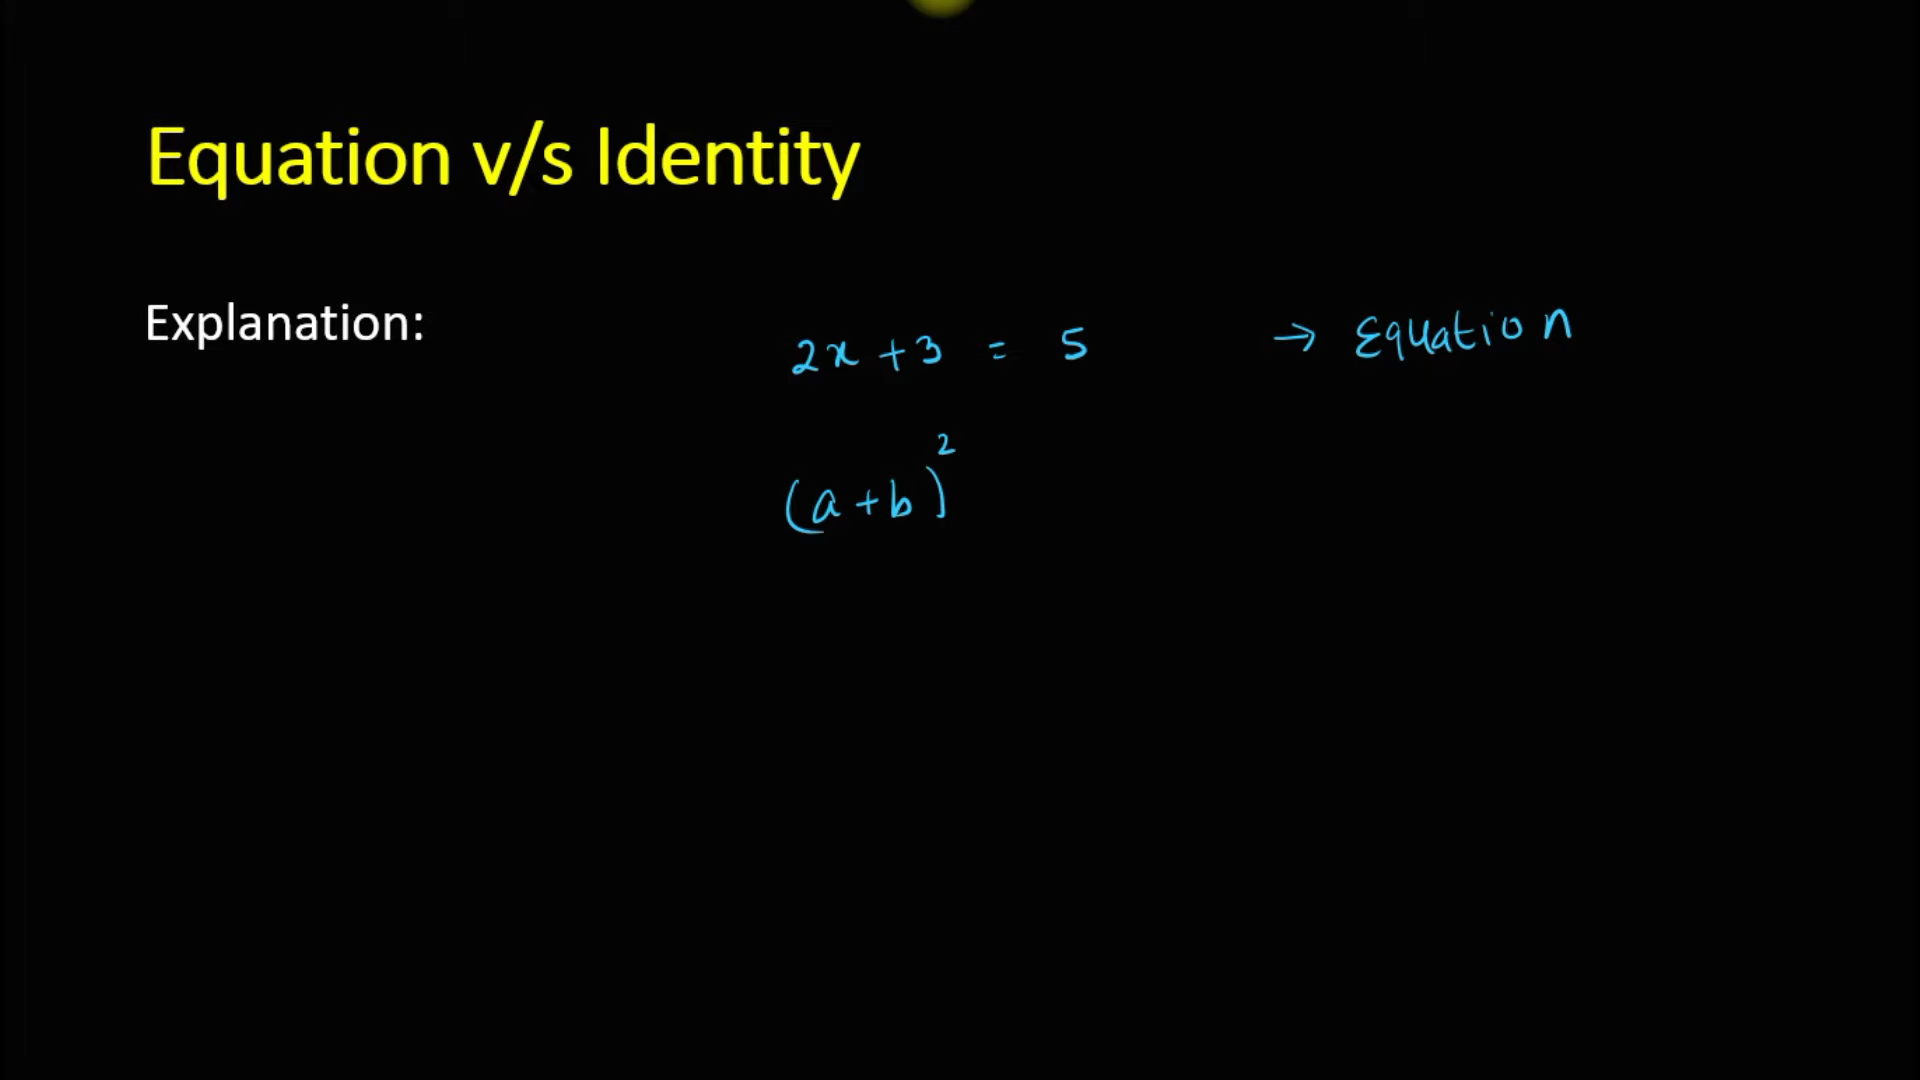 Equation v/s Identity
Explanation:
2x + 3 = 5 → Equation
(a + b)²